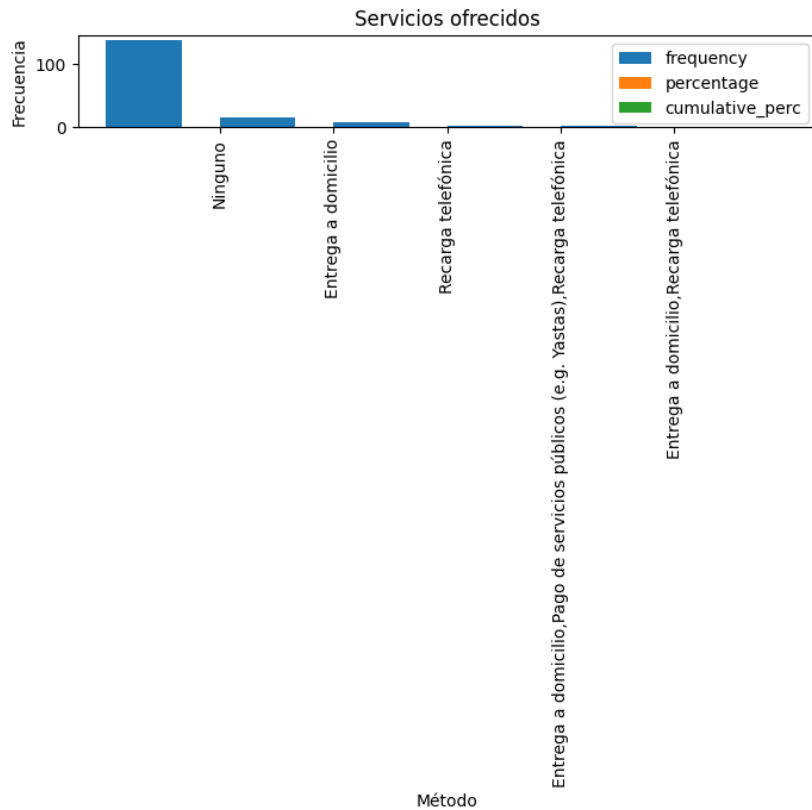 Servicios ofrecidos
Frecuencia
100
0
frequency
percentage
cumulative_perc
Ninguno
Entrega a domicilio
Recarga telefónica
Entrega a domicilio,Pago de servicios públicos (e.g. Yastas),Recarga telefónica
Entrega a domicilio,Recarga telefónica
Método